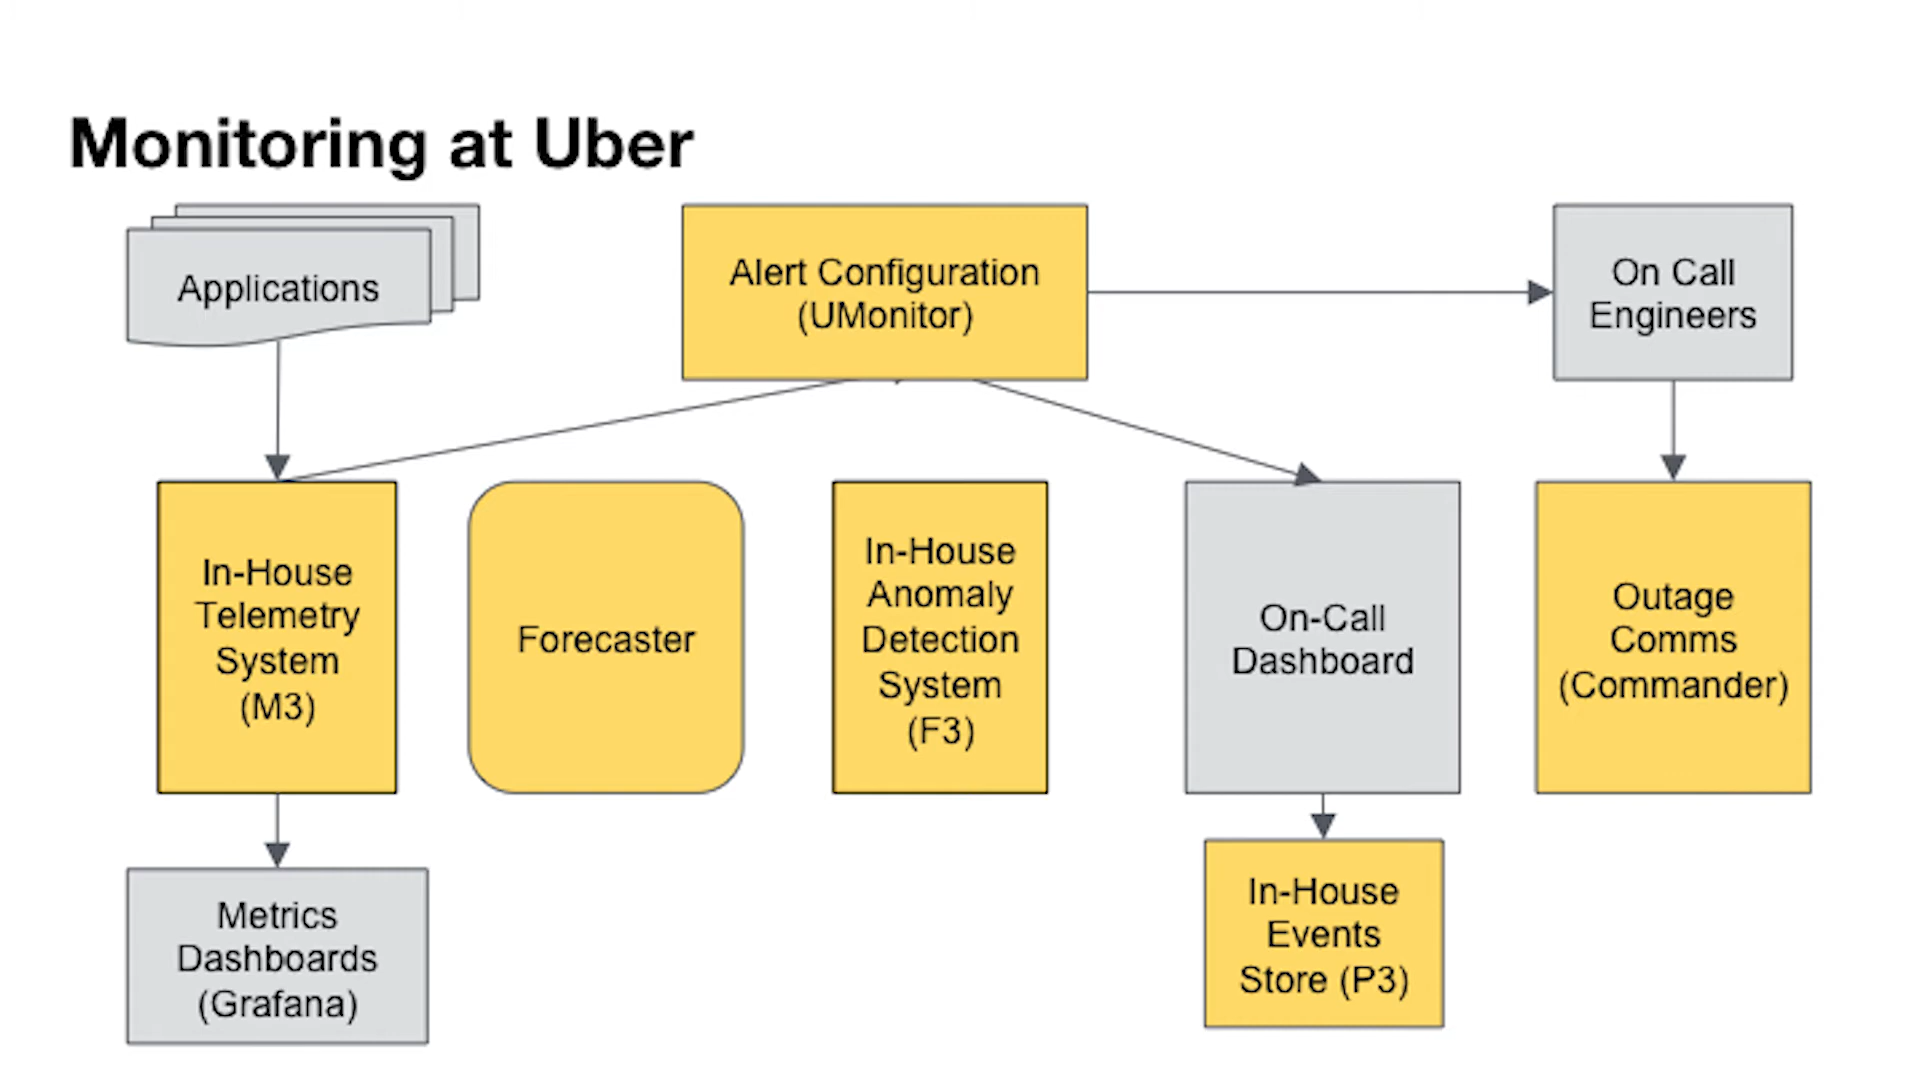 Monitoring at Uber
Applications
Alert Configuration
(UMonitor)
On Call
Engineers
In-House
Telemetry
System
(M3)
Forecaster
In-House
Anomaly
Detection
System
(F3)
On-Call
Dashboard
Outage
Comms
(Commander)
Metrics
Dashboards
(Grafana)
In-House
Events
Store (P3)